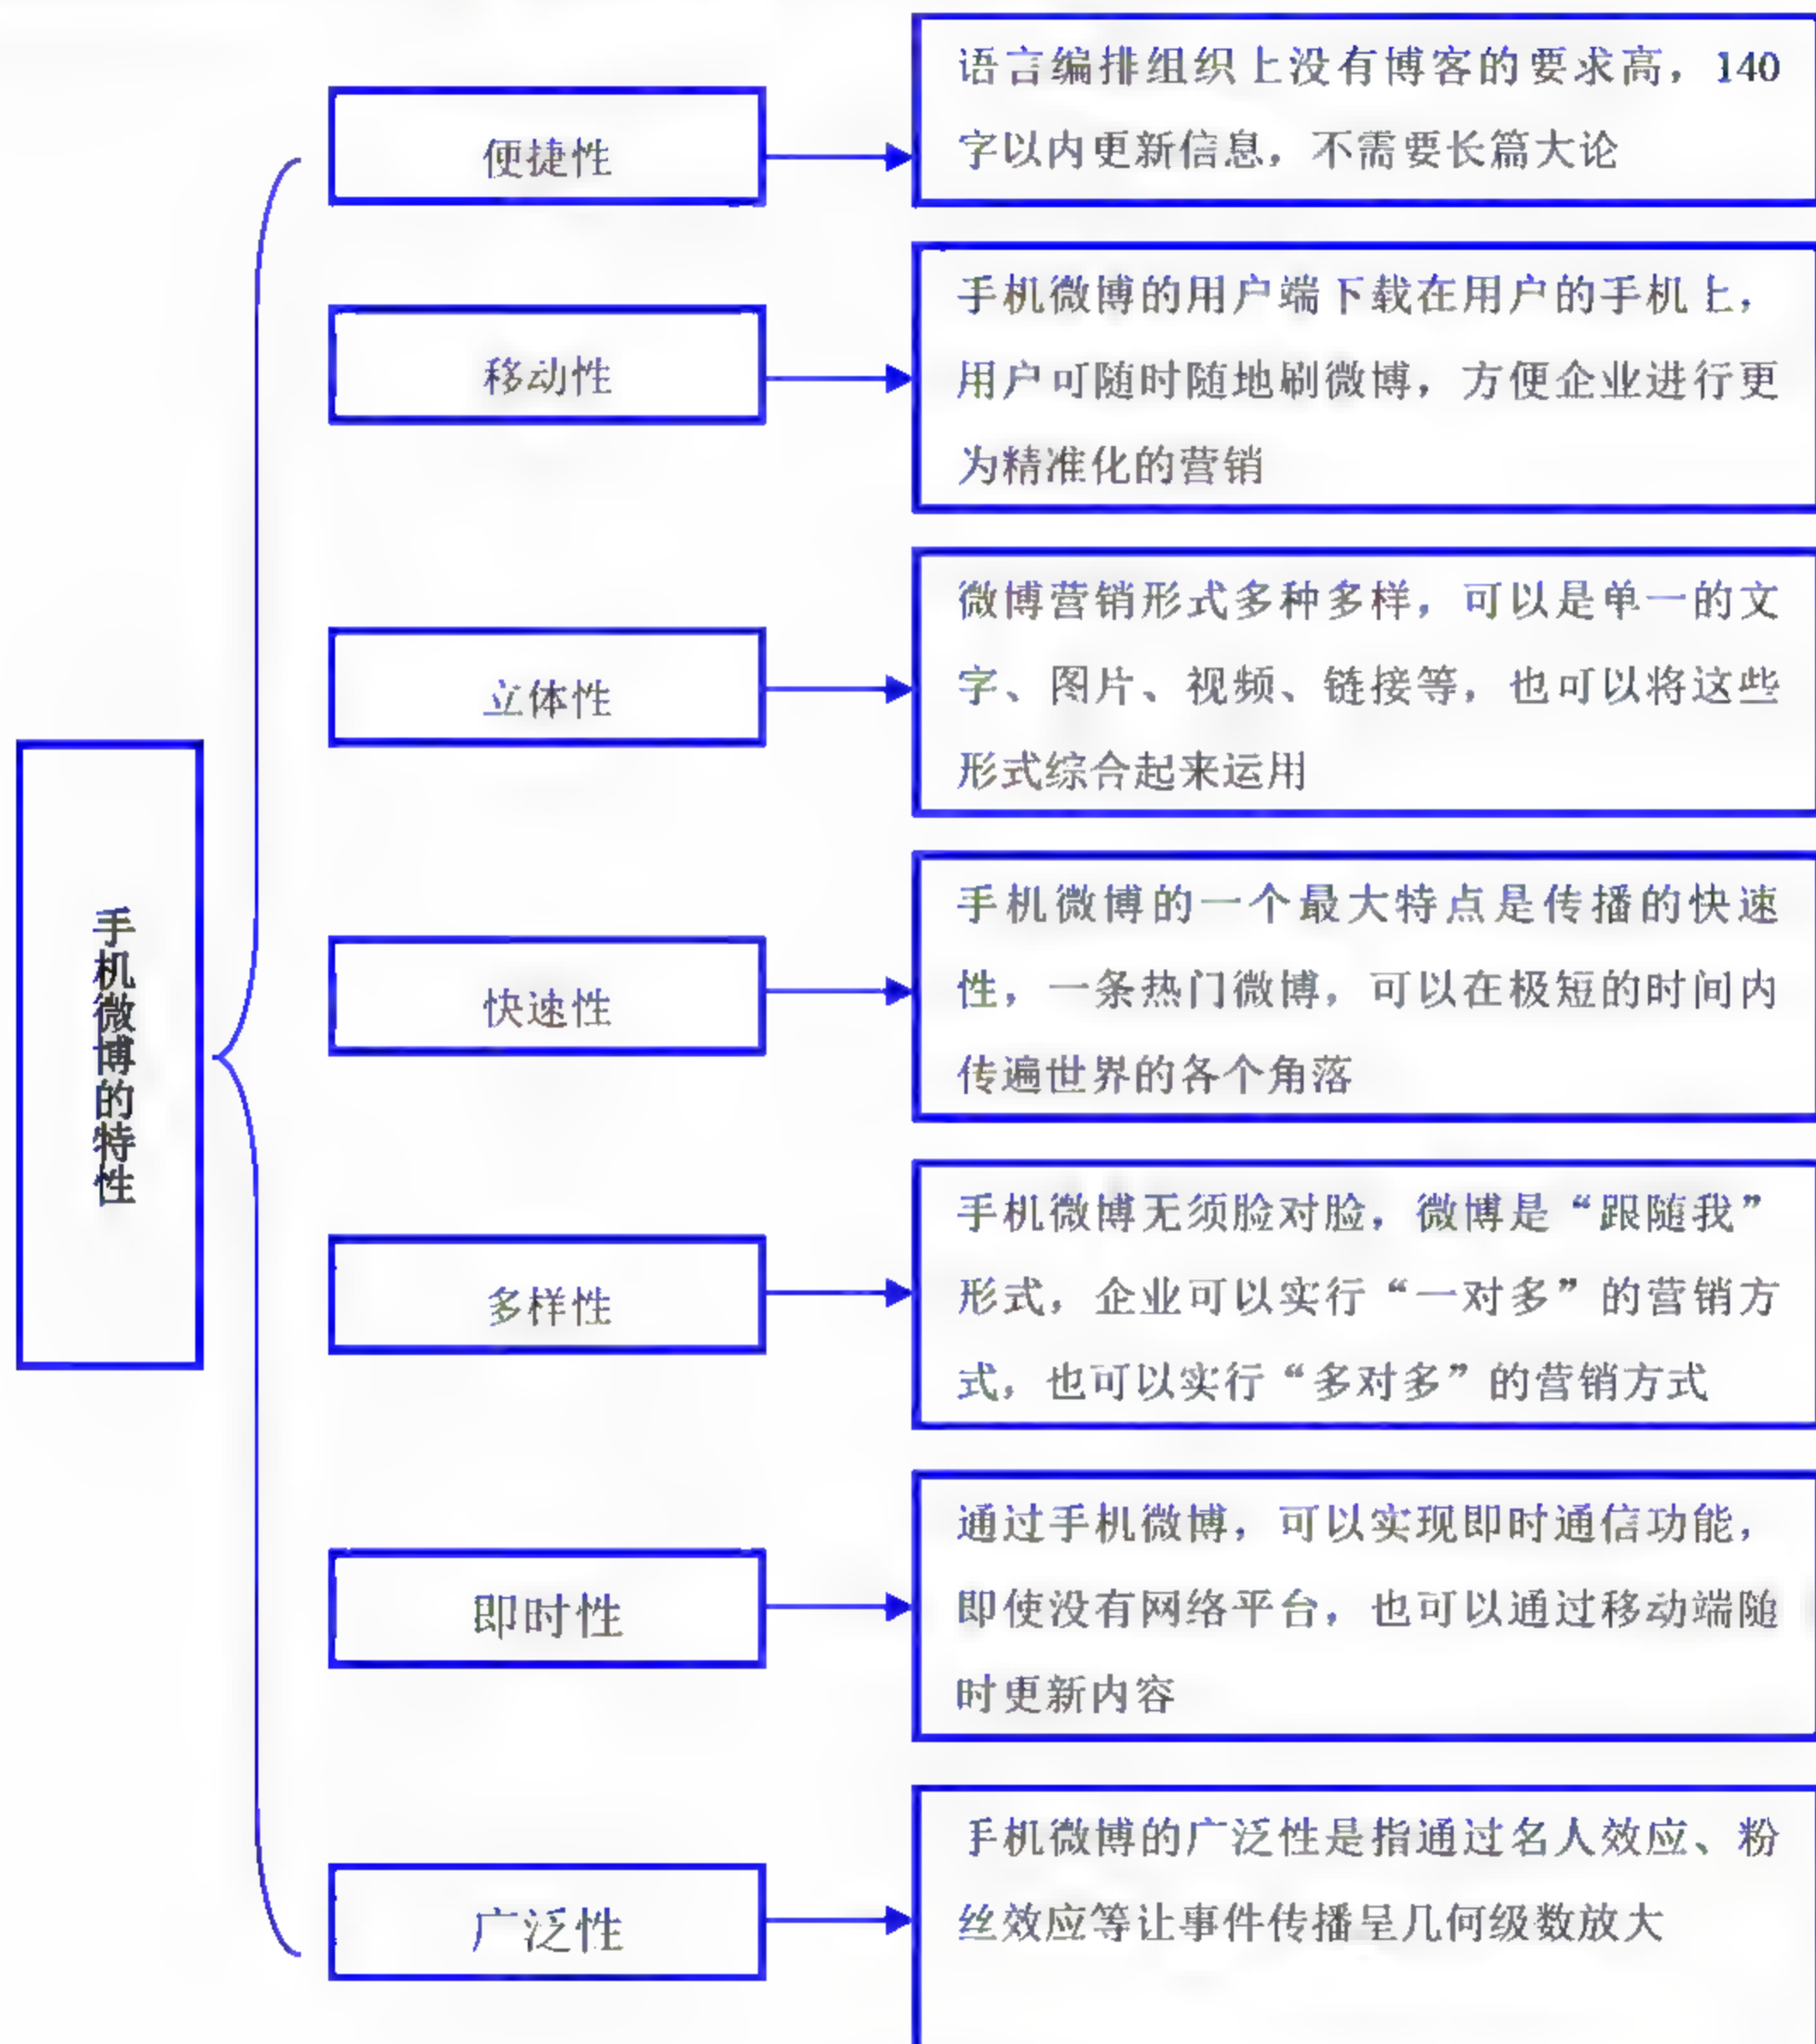 手机微博的特性
便捷性
语言编排组织上没有博客的要求高，140
字以内更新信息，不需要长篇大论
移动性
手机微博的用户端下载在用户的手机上，
用户可随时随地刷微博，方便企业进行更
为精准化的营销
立体性
微博营销形式多种多样，可以是单一的文
字、图片、视频、链接等，也可以将这些
形式综合起来运用
快速性
手机微博的一个最大特点是传播的快速
性，一条热门微博，可以在极短的时间内
传遍世界的各个角落
多样性
手机微博无须脸对脸，微博是“跟随我”
形式，企业可以实行“一对多”的营销方
式，也可以实行“多对多”的营销方式
即时性
通过手机微博，可以实现即时通信功能，
即使没有网络平台，也可以通过移动端随
时更新内容
广泛性
手机微博的广泛性是指通过名人效应、粉
丝效应等让事件传播呈几何级数放大